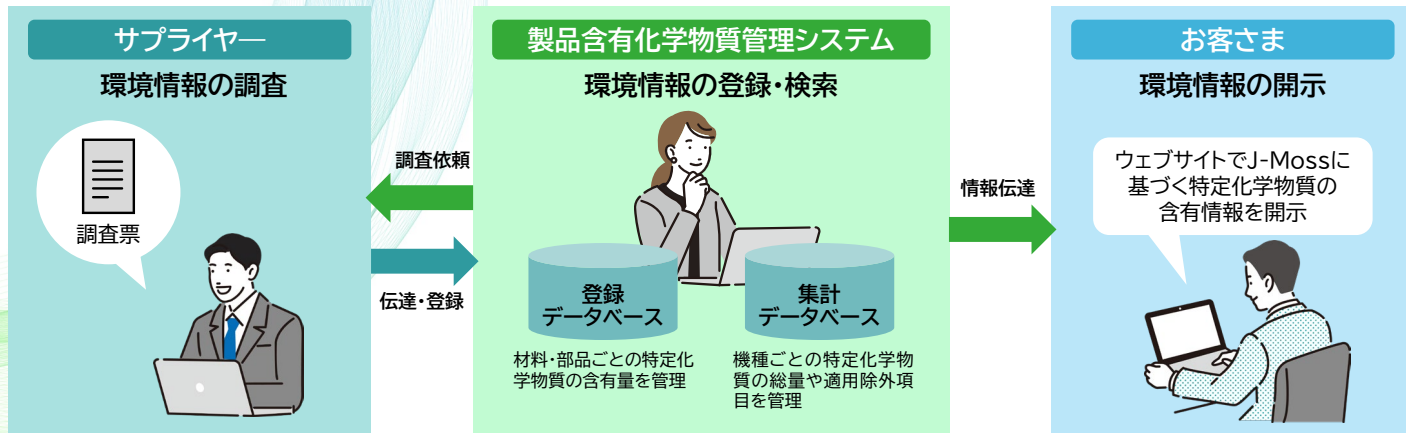 サプライヤー
環境情報の調査
調査票
調査依頼
伝達・登録
製品含有化学物質管理システム
環境情報の登録・検索
登録
データベース
材料・部品ごとの特定化
学物質の含有量を管理
集計
データベース
機種ごとの特定化学物
質の総量や適用除外項
目を管理
情報伝達
お客さま
環境情報の開示
ウェブサイトでJ-Mossに
基づく特定化学物質の
含有情報を開示